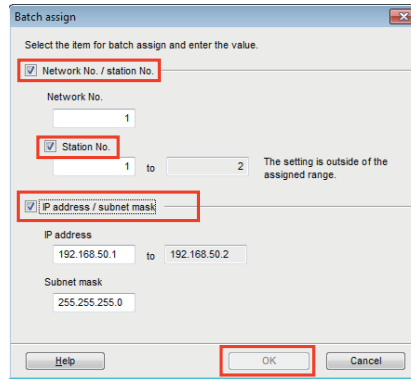 Batch assign
Select the item for batch assign and enter the value.
Network No. / station No.
Network No.
1
Station No.
1 to 2 The setting is outside of the
assigned range.
IP address / subnet mask
IP address
192.168.50.1 to 192.168.50.2
Subnet mask
255.255.255.0
Help OK Cancel